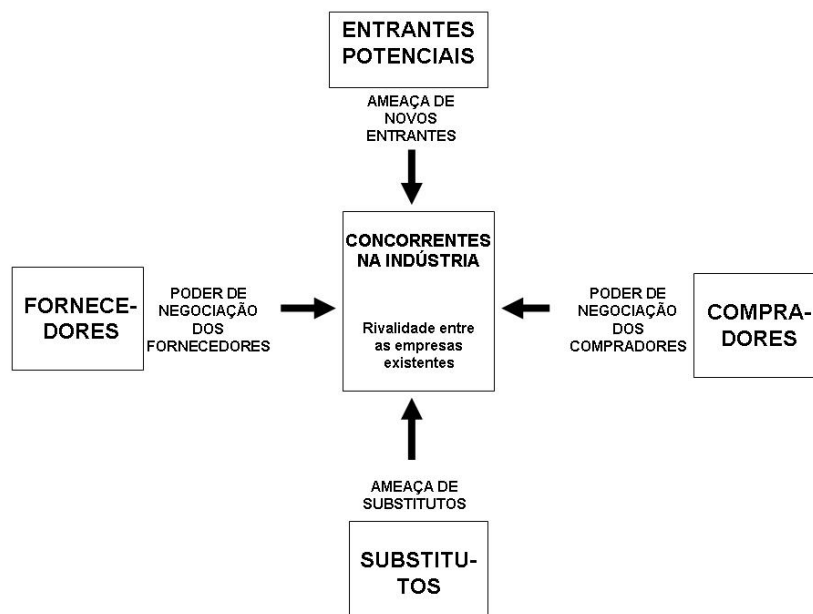 ENTRANTES
POTENCIAIS
AMEAÇA DE
NOVOS
ENTRANTES
CONCORRENTES
NA INDÚSTRIA
Rivalidade entre
as empresas
existentes
FORNECE-
DORES
PODER DE
NEGOCIAÇÃO
DOS
FORNECEDORES
PODER DE
NEGOCIAÇÃO
DOS
COMPRADORES
COMPRA-
DORES
AMEAÇA DE
SUBSTITUTOS
SUBSTITU-
TOS